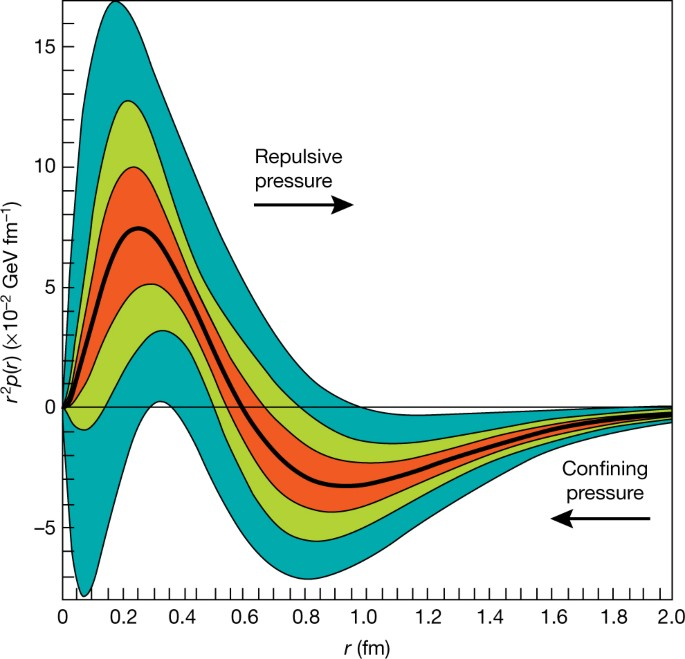 15
10
5
0
−5
r²p(r) (×10⁻² GeV fm⁻¹)
Repulsive
pressure
Confining
pressure
0 0.2 0.4 0.6 0.8 1.0 1.2 1.4 1.6 1.8 2.0
r (fm)